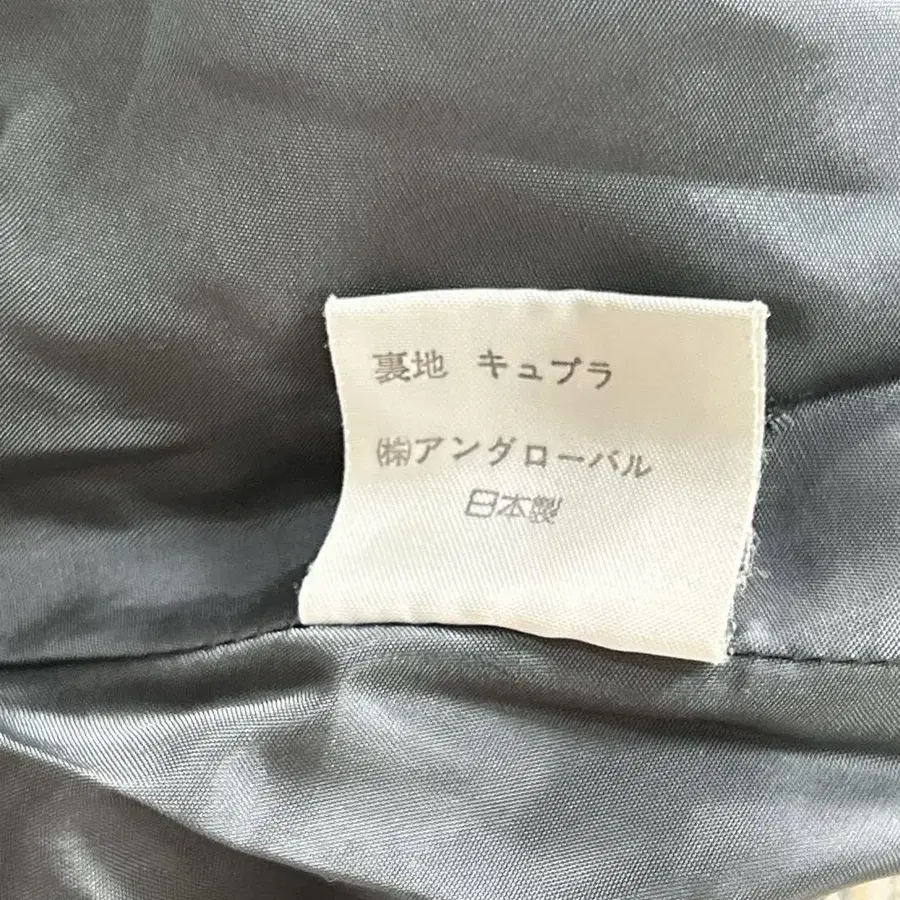 裏地 キュプラ
㈱アングローバル
日本製